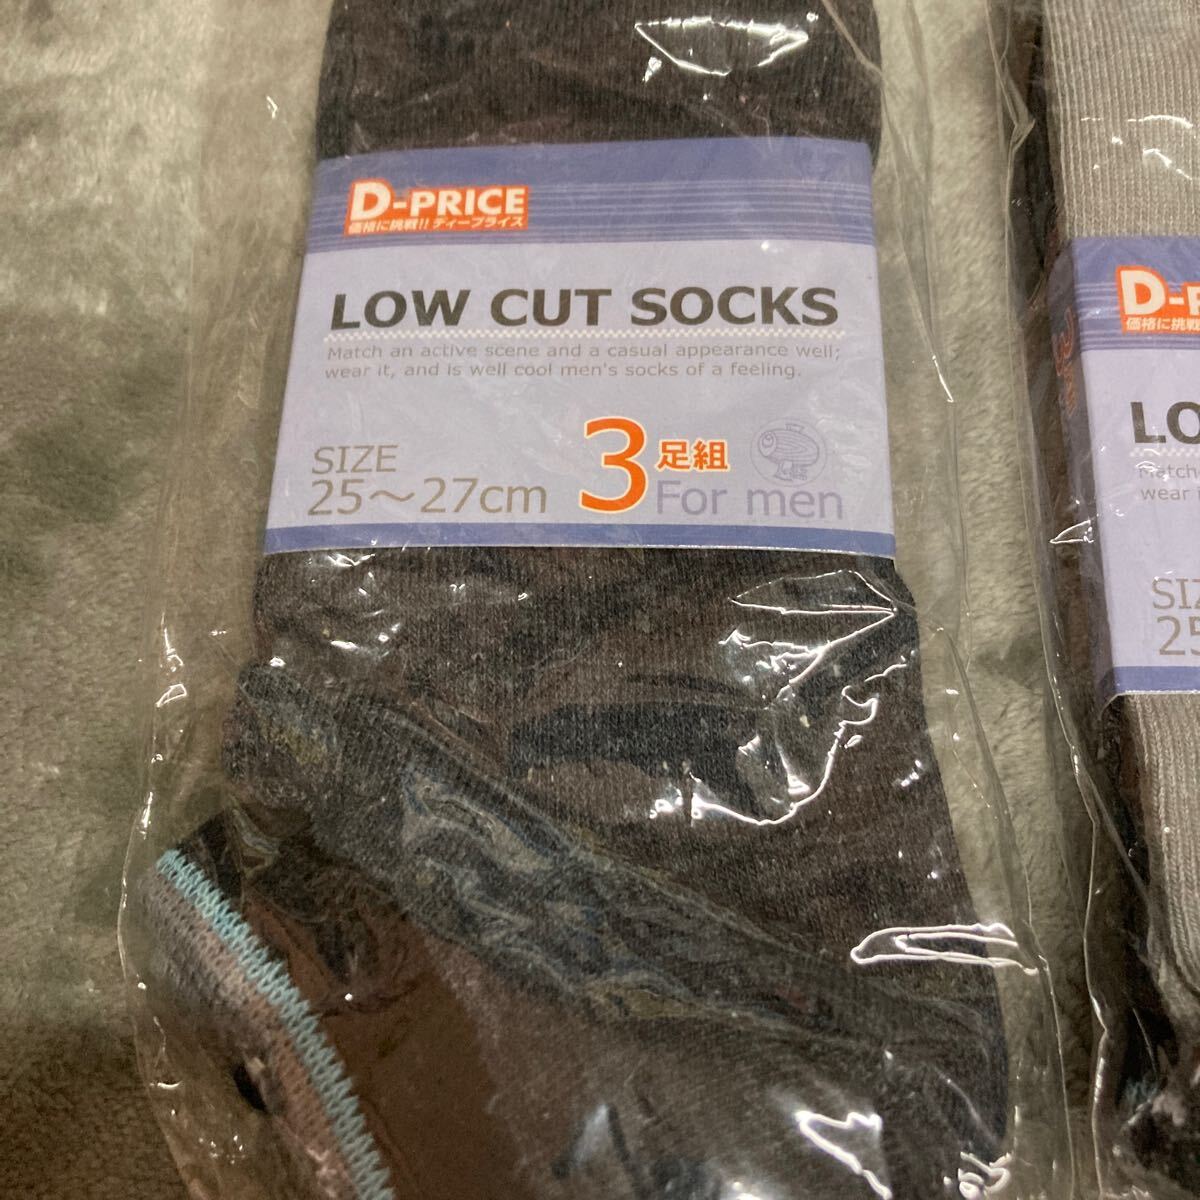 D-PRICE
価格に挑戦!! ディープライス
LOW CUT SOCKS
Match an active scene and a casual appearance well;
wear it, and is well cool men's socks of a feeling.
SIZE
25～27cm
3足組
For men
D-P
価格に挑戦
LO
Match
wear
SIZ
25